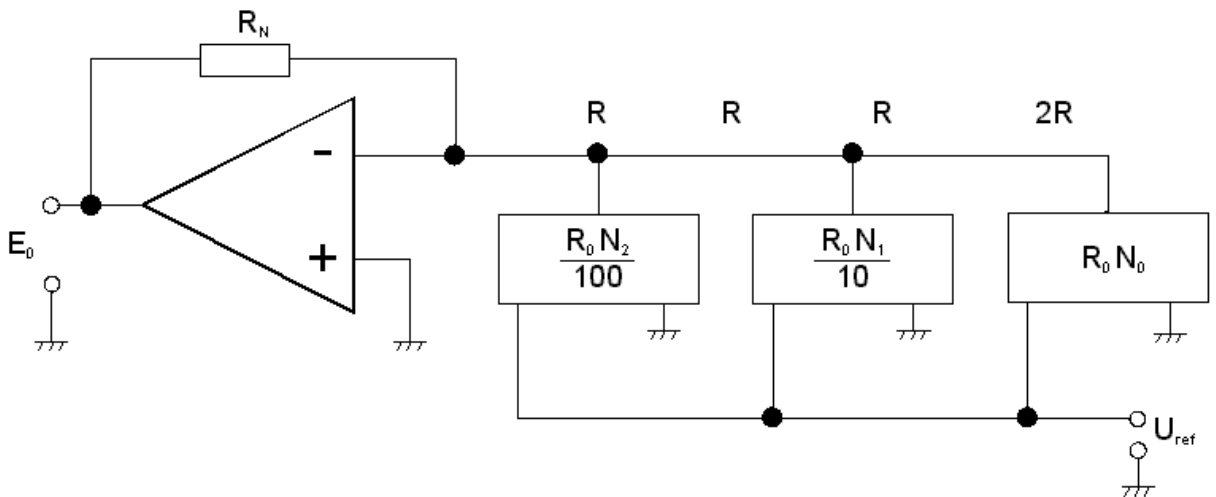 R_N
R R R 2R
- 
+
E_0
R_0 N_2
100
R_0 N_1
10
R_0 N_0
U_ref